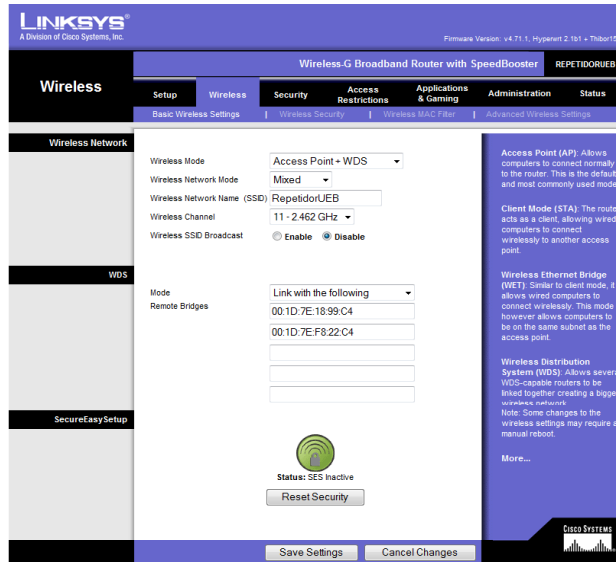 LINKSYS®
A Division of Cisco Systems, Inc.
Firmware Version: v4.71.1, Hyperwrt 2.1b1 + Thibor15
Wireless-G Broadband Router with SpeedBooster
REPETIDORUEB
Wireless
Setup
Wireless
Security
Access Restrictions
Applications & Gaming
Administration
Status
Basic Wireless Settings | Wireless Security | Wireless MAC Filter | Advanced Wireless Settings
Wireless Network
Wireless Mode Access Point + WDS
Wireless Network Mode Mixed
Wireless Network Name (SSID) RepetidorUEB
Wireless Channel 11 - 2.462 GHz
Wireless SSID Broadcast Enable Disable
WDS
Mode Link with the following
Remote Bridges 00:1D:7E:18:99:C4
00:1D:7E:F8:22:C4
SecureEasySetup
Status: SES Inactive
Reset Security
Save Settings Cancel Changes
Access Point (AP): Allows
computers to connect normally
to the router. This is the default
and most commonly used mode
Client Mode (STA): The route
acts as a client, allowing wired
computers to connect
wirelessly to another access
point.
Wireless Ethernet Bridge
(WET): Similar to client mode, it
allows wired computers to
connect wirelessly. This mode
however allows computers to
be on the same subnet as the
access point.
Wireless Distribution
System (WDS): Allows severa
WDS-capable routers to be
linked together creating a bigge
wireless network
Note: Some changes to the
wireless settings may require a
manual reboot.
More...
CISCO SYSTEMS